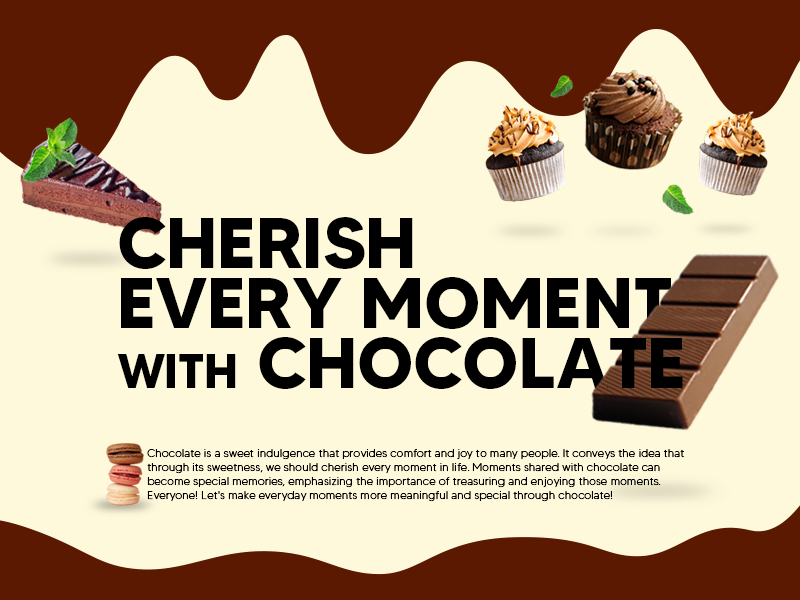 CHERISH
EVERY MOMENT
WITH CHOCOLATE
Chocolate is a sweet indulgence that provides comfort and joy to many people. It conveys the idea that
through its sweetness, we should cherish every moment in life. Moments shared with chocolate can
become special memories, emphasizing the importance of treasuring and enjoying those moments.
Everyone! Let's make everyday moments more meaningful and special through chocolate!